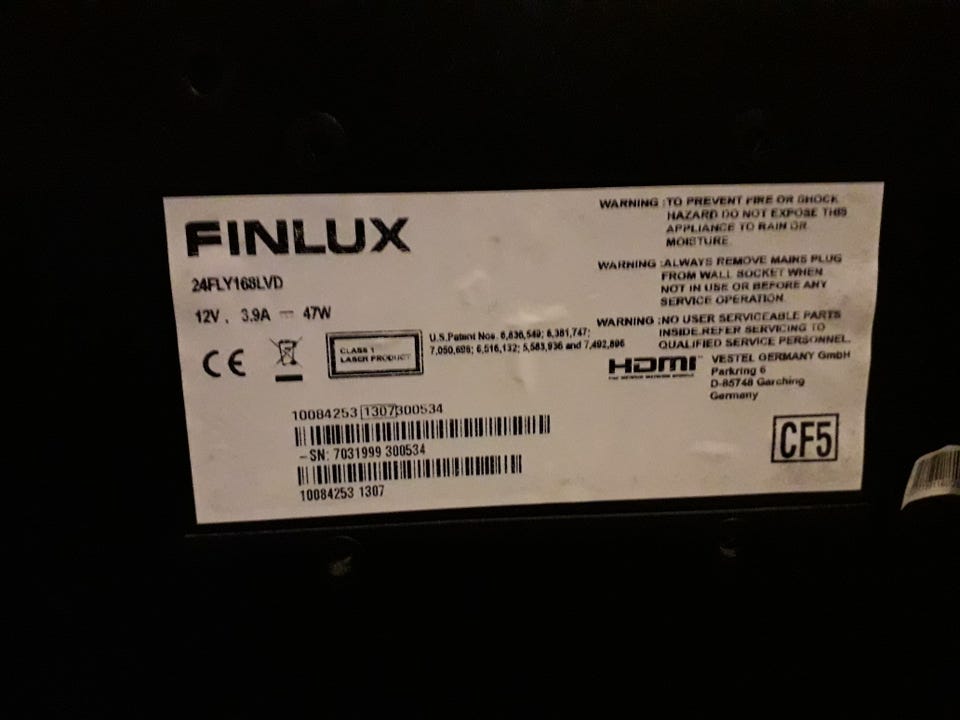 FINLUX
24FLY168LVD
12V , 3.9A ⎓ 47W
CE
CLASS 1
LASER PRODUCT
U.S.Patent Nos. 6,836,549; 6,381,747;
7,050,698; 6,516,132; 5,583,936 and 7,492,896
WARNING :TO PREVENT FIRE OR SHOCK
HAZARD DO NOT EXPOSE THIS
APPLIANCE TO RAIN OR
MOISTURE.
WARNING :ALWAYS REMOVE MAINS PLUG
FROM WALL SOCKET WHEN
NOT IN USE OR BEFORE ANY
SERVICE OPERATION.
WARNING :NO USER SERVICEABLE PARTS
INSIDE.REFER SERVICING TO
QUALIFIED SERVICE PERSONNEL.
HDMI™
VESTEL GERMANY GmbH
Parkring 6
D-85748 Garching
Germany
10084253 1307300534
-SN: 7031999 300534
10084253 1307
CF5